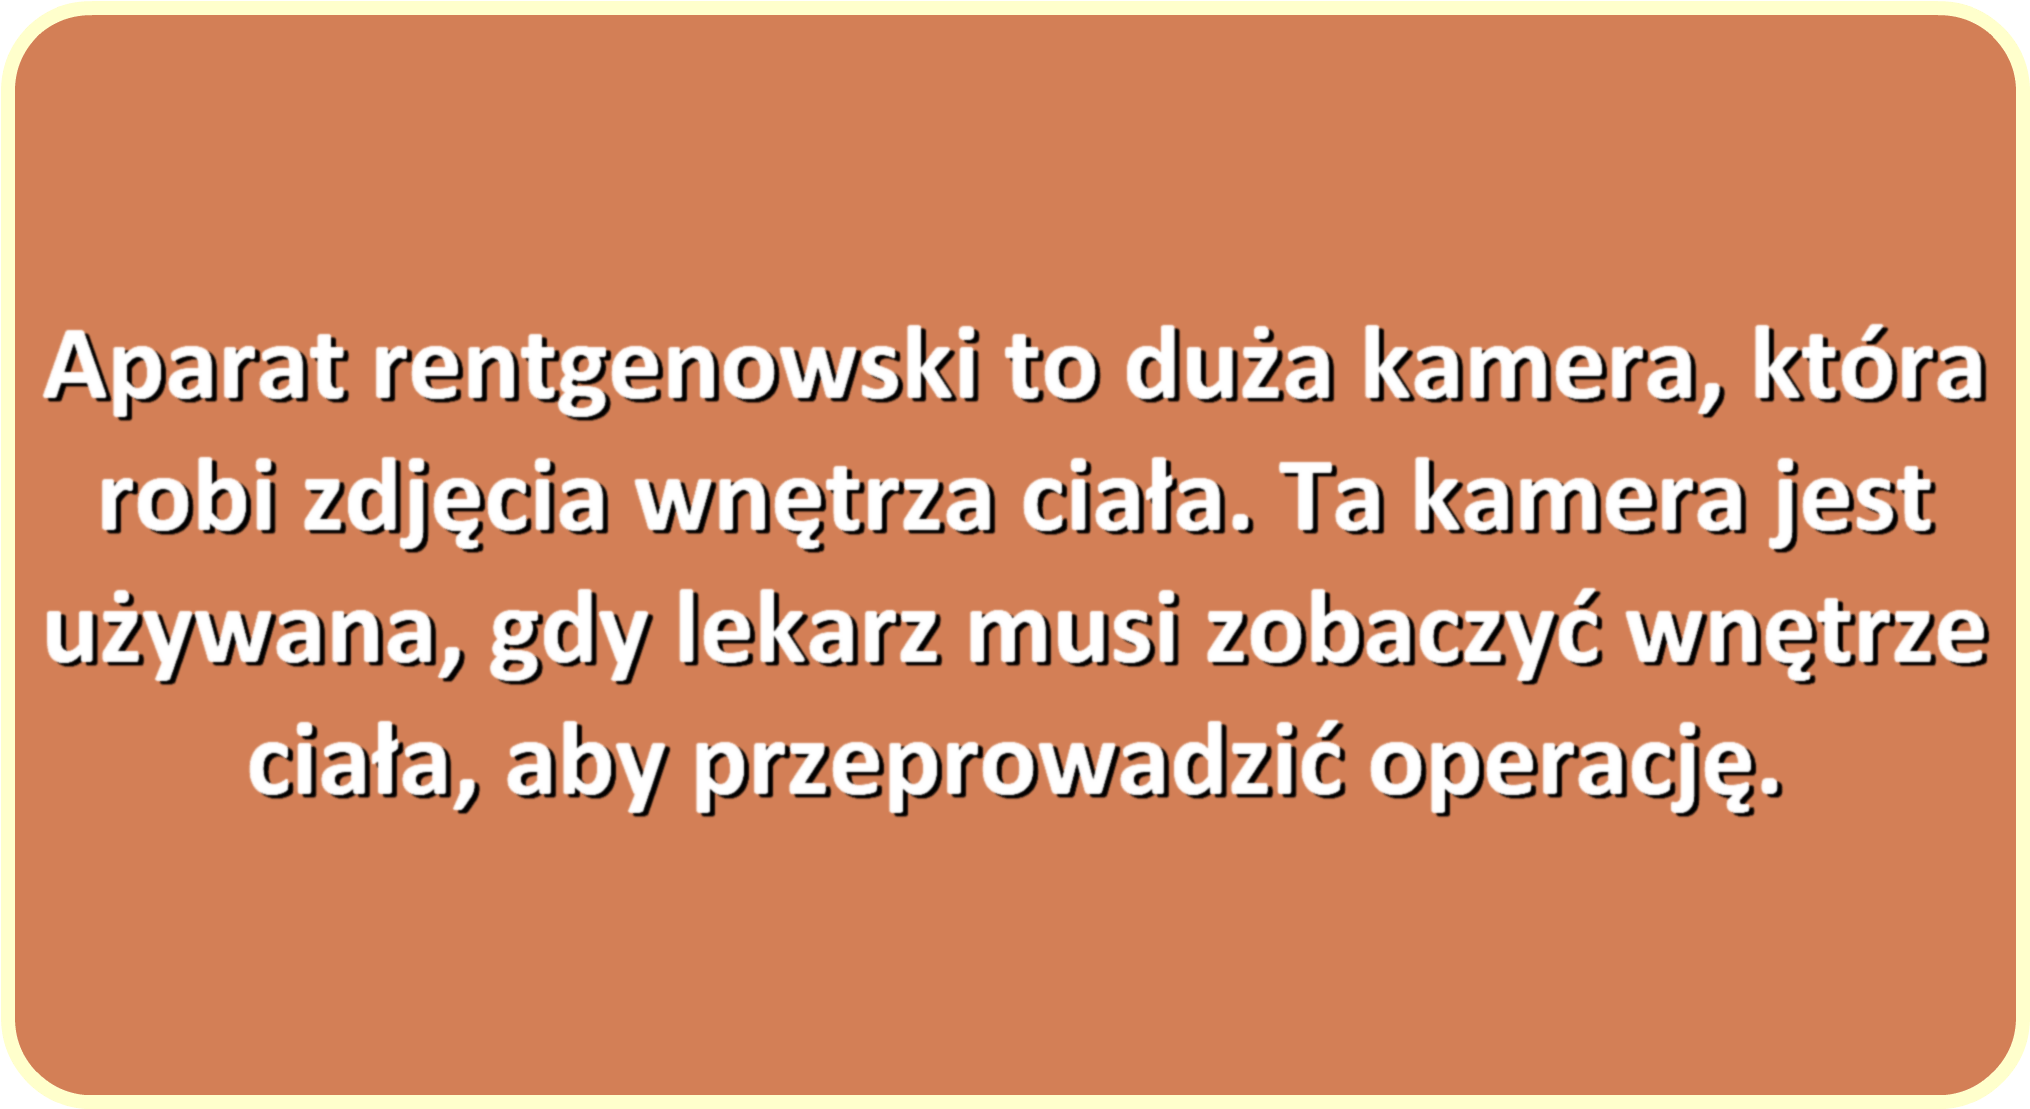 Aparat rentgenowski to duża kamera, która
robi zdjęcia wnętrza ciała. Ta kamera jest
używana, gdy lekarz musi zobaczyć wnętrze
ciała, aby przeprowadzić operację.